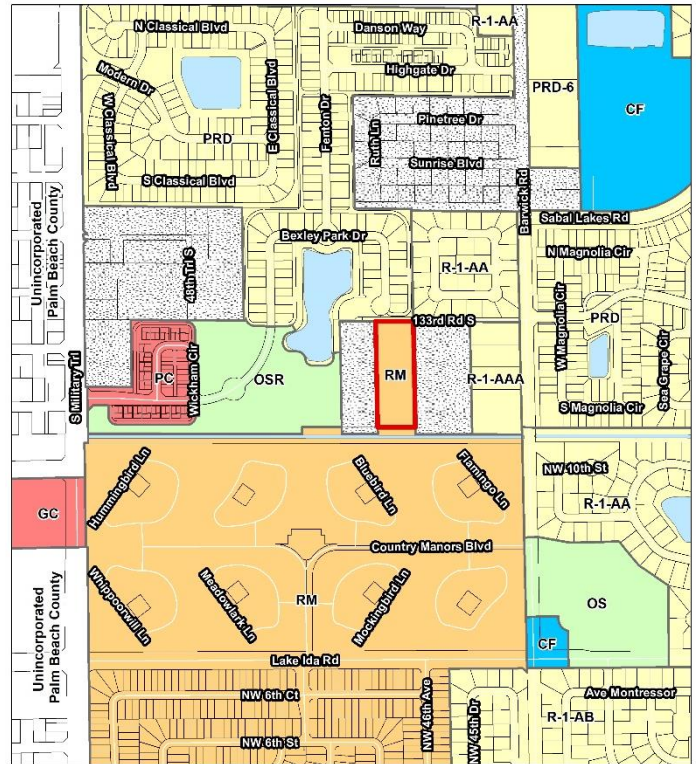 N Classical Blvd
Danson Way
R-1-AA
Highgate Dr
Modern Dr
W Classical Blvd
E Classical Blvd
PRD
Fenton Dr
S Classical Blvd
Ruth Ln
Pinetree Dr
Sunrise Blvd
PRD-6
CF
Barwick Rd
Sabal Lakes Rd
Unincorporated
Palm Beach County
48th Trl S
Bexley Park Dr
R-1-AA
N Magnolia Cir
W Magnolia Cir
PRD
Sea Grape Cir
S Magnolia Cir
133rd Rd S
S Military Trl
PC
Wickham Cir
OSR
RM
R-1-AAA
Hummingbird Ln
Bluebird Ln
Flamingo Ln
NW 10th St
R-1-AA
GC
Country Manors Blvd
Unincorporated
Palm Beach County
Whippoorwill Ln
Meadowlark Ln
RM
Mockingbird Ln
OS
CF
Lake Ida Rd
NW 6th Ct
NW 46th Ave
NW 45th Dr
Ave Montressor
R-1-AB
NW 6th St